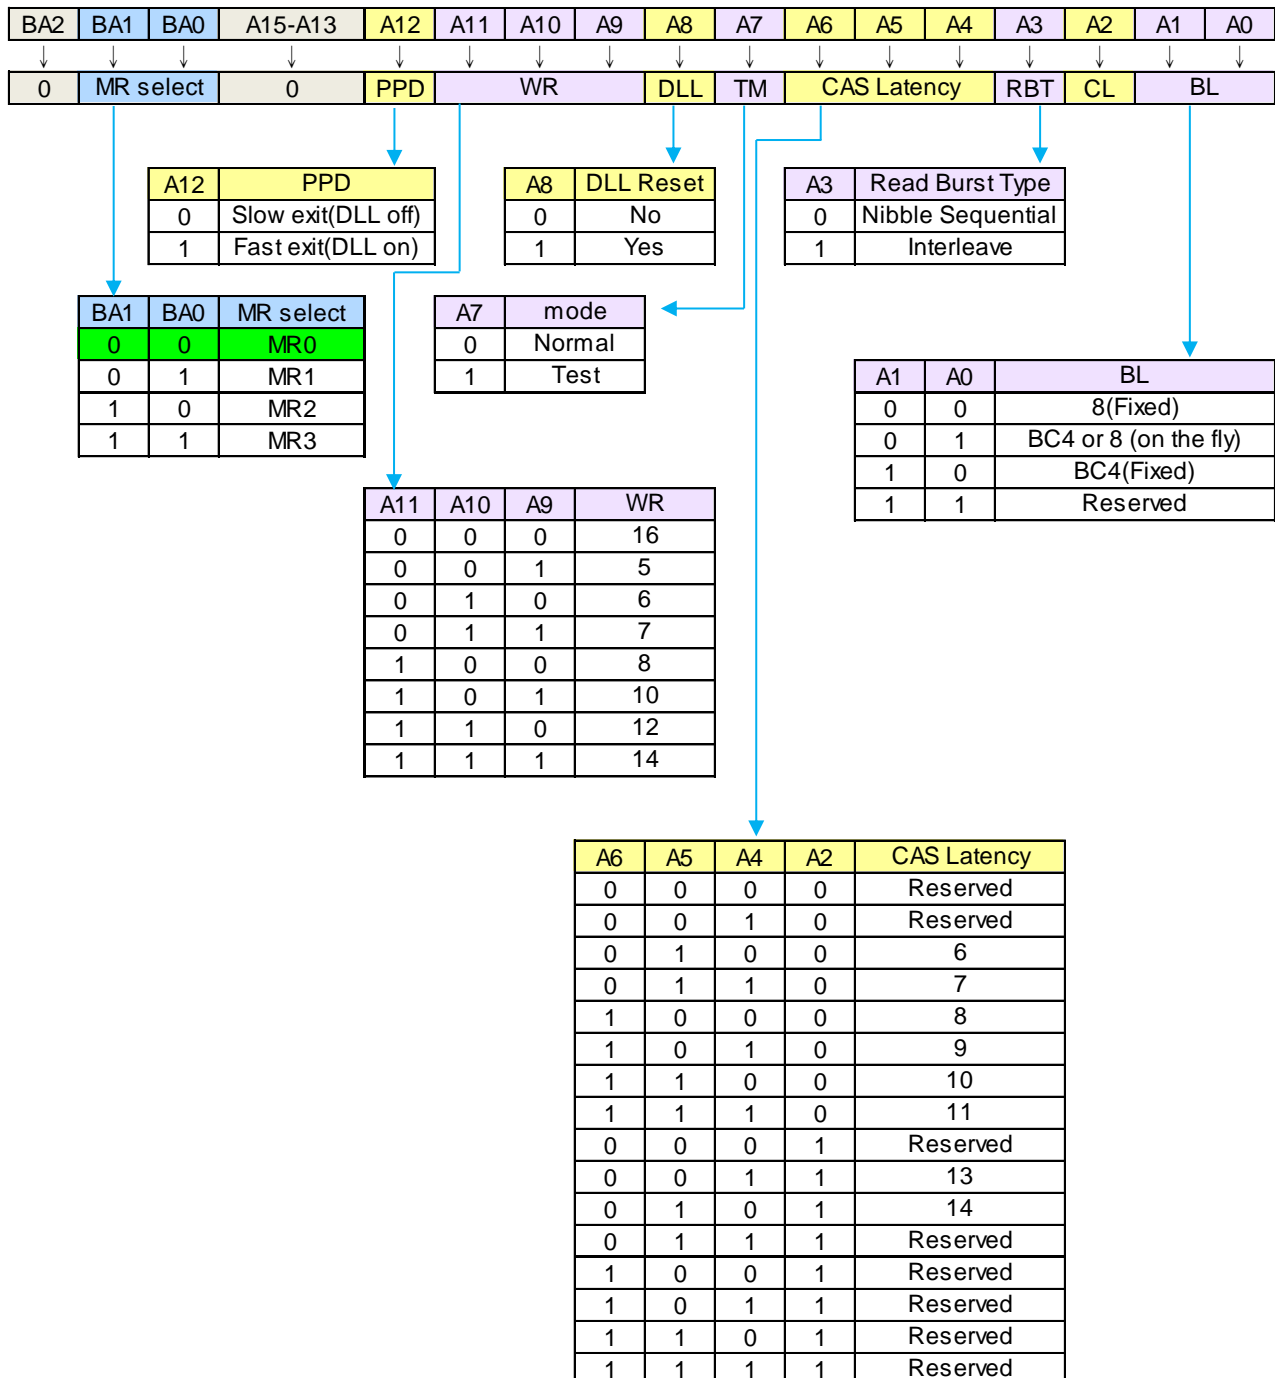 BA2 BA1 BA0 A15-A13 A12 A11 A10 A9 A8 A7 A6 A5 A4 A3 A2 A1 A0
0 MR select 0 PPD WR DLL TM CAS Latency RBT CL BL
A12 PPD
0 Slow exit(DLL off)
1 Fast exit(DLL on)
A8 DLL Reset
0 No
1 Yes
A3 Read Burst Type
0 Nibble Sequential
1 Interleave
BA1 BA0 MR select
0 0 MR0
0 1 MR1
1 0 MR2
1 1 MR3
A7 mode
0 Normal
1 Test
A1 A0 BL
0 0 8(Fixed)
0 1 BC4 or 8 (on the fly)
1 0 BC4(Fixed)
1 1 Reserved
A11 A10 A9 WR
0 0 0 16
0 0 1 5
0 1 0 6
0 1 1 7
1 0 0 8
1 0 1 10
1 1 0 12
1 1 1 14
A6 A5 A4 A2 CAS Latency
0 0 0 0 Reserved
0 0 1 0 Reserved
0 1 0 0 6
0 1 1 0 7
1 0 0 0 8
1 0 1 0 9
1 1 0 0 10
1 1 1 0 11
0 0 0 1 Reserved
0 0 1 1 13
0 1 0 1 14
0 1 1 1 Reserved
1 0 0 1 Reserved
1 0 1 1 Reserved
1 1 0 1 Reserved
1 1 1 1 Reserved